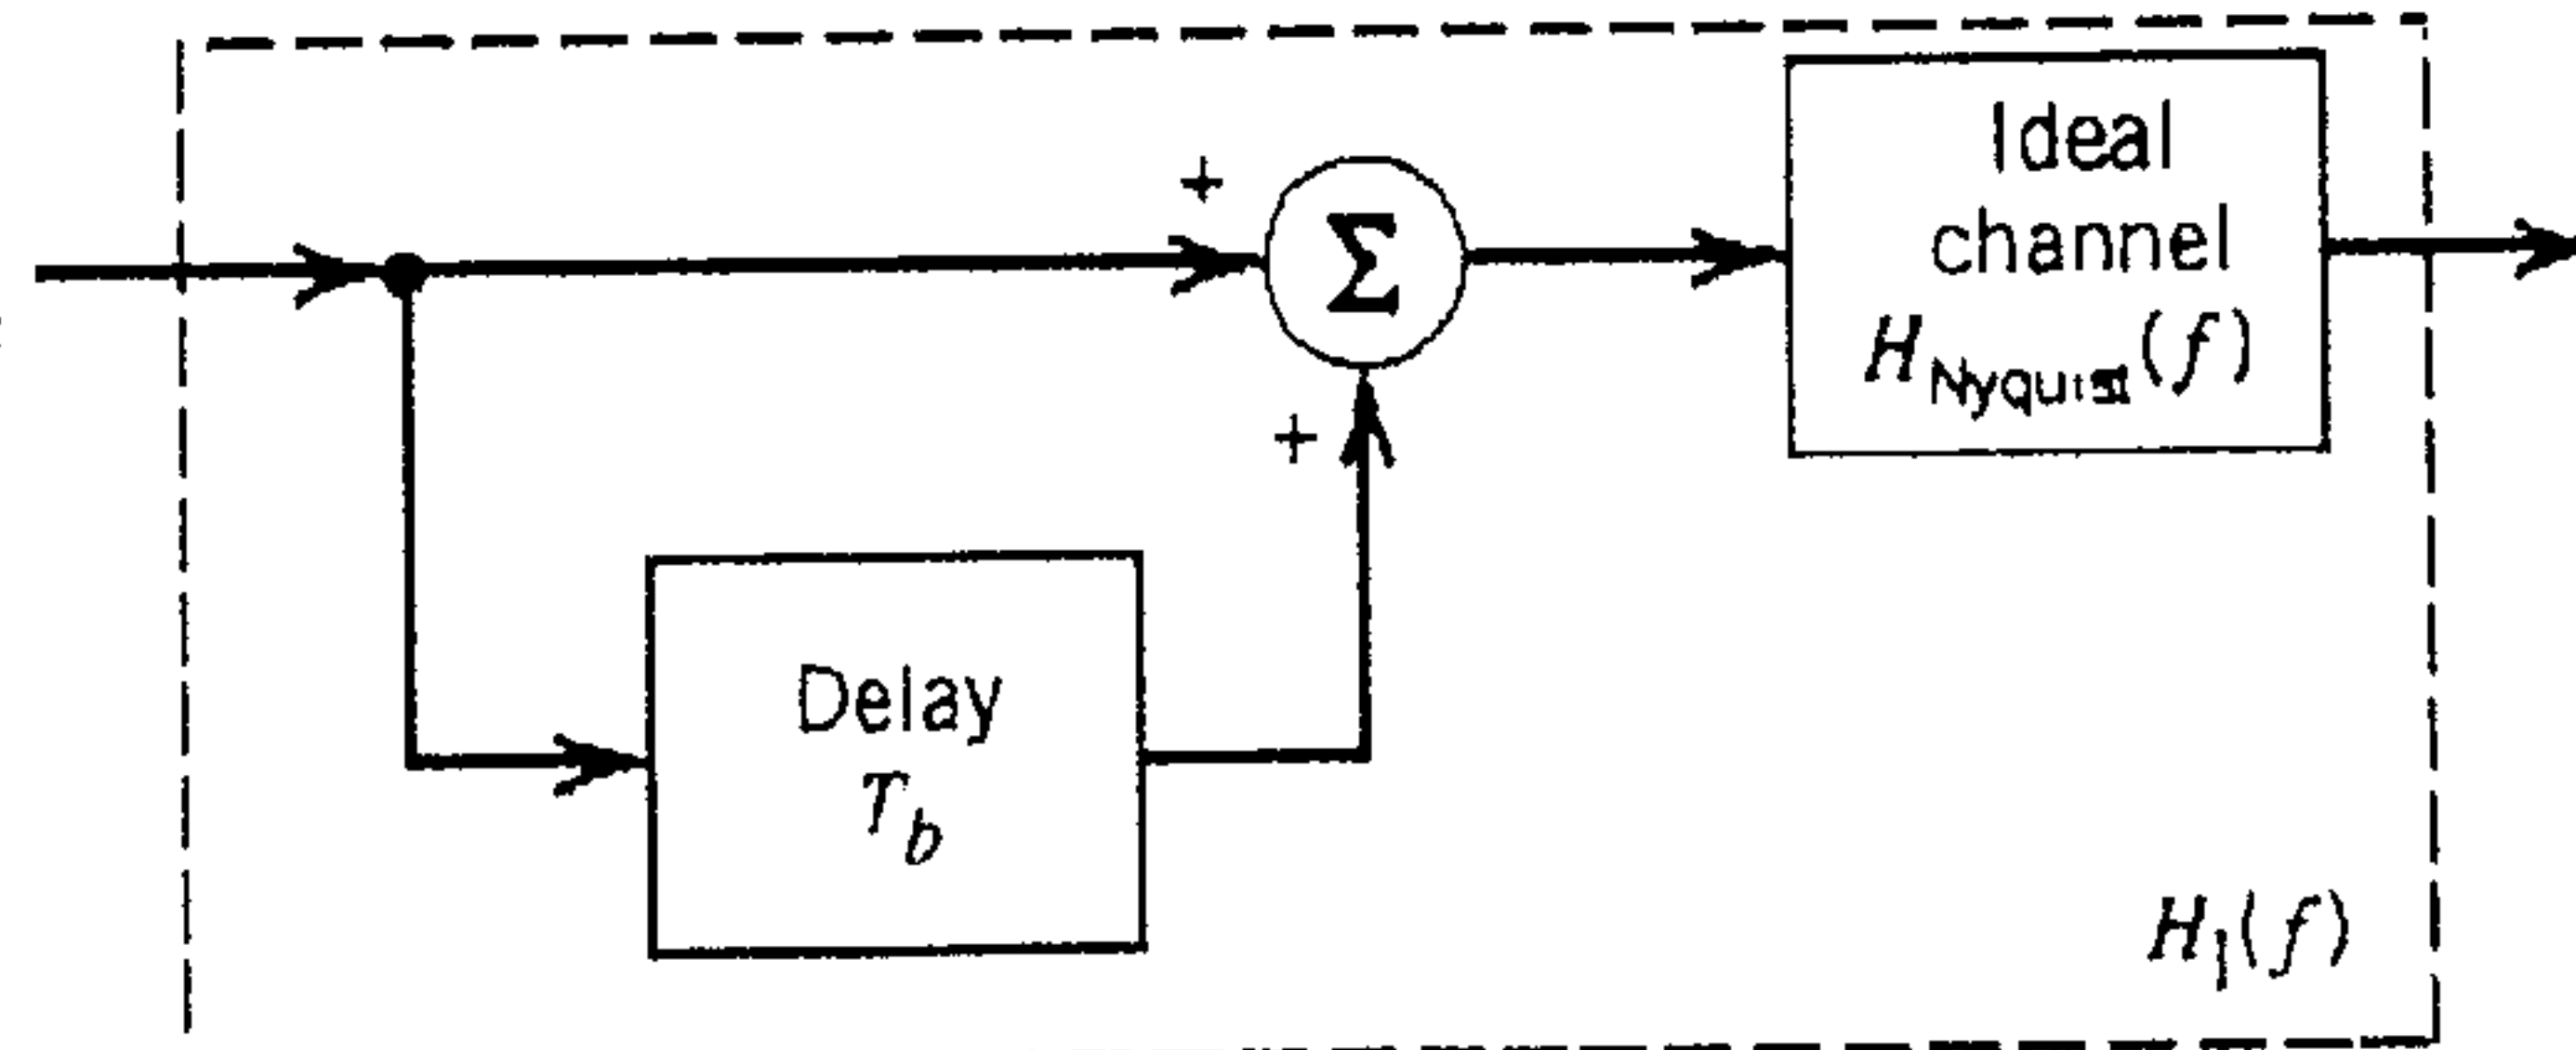 Ideal
channel
H_Nyquist(f)
+
Σ
+
Delay
T_b
H_1(f)